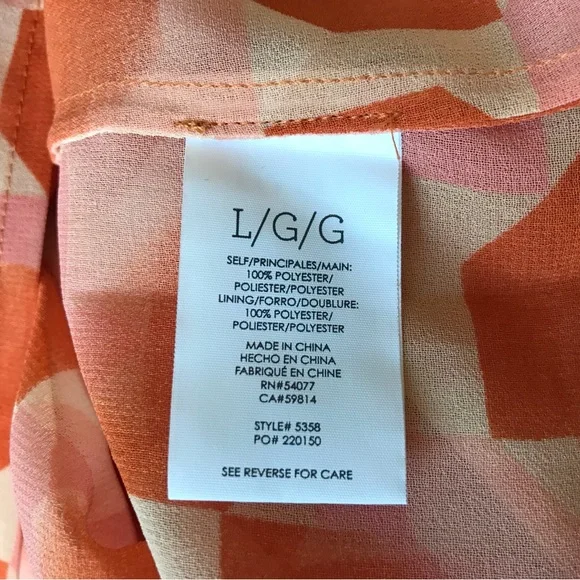 L/G/G
SELF/PRINCIPALES/MAIN:
100% POLYESTER/
POLIESTER/POLYESTER
LINING/FORRO/DOUBLURE:
100% POLYESTER/
POLIESTER/POLYESTER
MADE IN CHINA
HECHO EN CHINA
FABRIQUÉ EN CHINE
RN#54077
CA#59814
STYLE# 5358
PO# 220150
SEE REVERSE FOR CARE